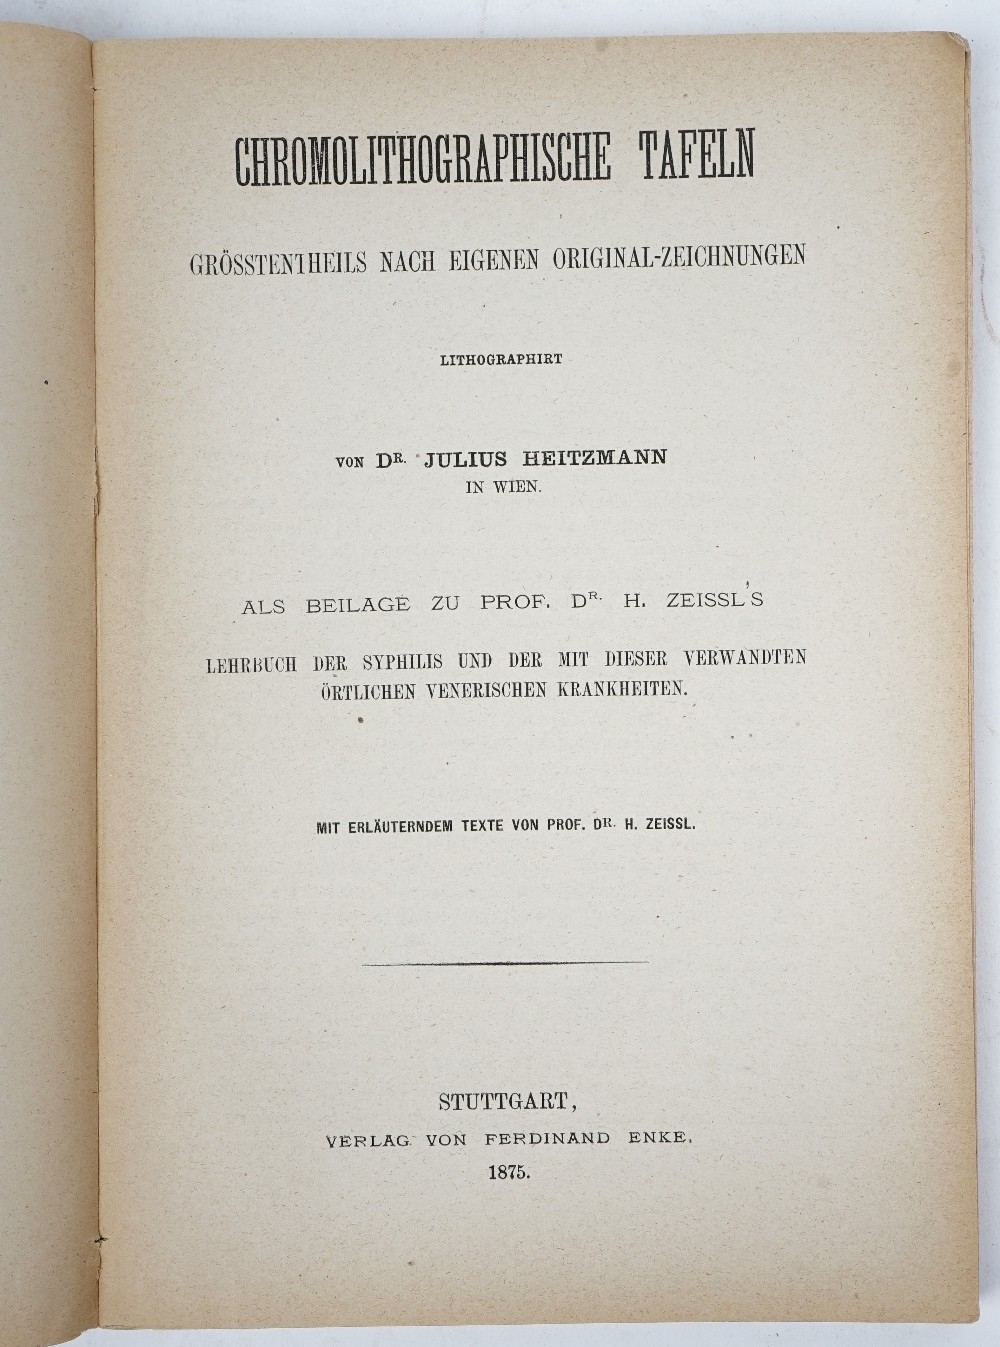 CHROMOLITHOGRAPHISCHE TAFELN
GRÖSSTENTHEILS NACH EIGENEN ORIGINAL-ZEICHNUNGEN
LITHOGRAPHIRT
VON DR. JULIUS HEITZMANN
IN WIEN.
ALS BEILAGE ZU PROF. DR. H. ZEISSL'S
LEHRBUCH DER SYPHILIS UND DER MIT DIESER VERWANDTEN
ÖRTLICHEN VENERISCHEN KRANKHEITEN.
MIT ERLÄUTERNDEM TEXTE VON PROF. DR. H. ZEISSL.
STUTTGART,
VERLAG VON FERDINAND ENKE.
1875.